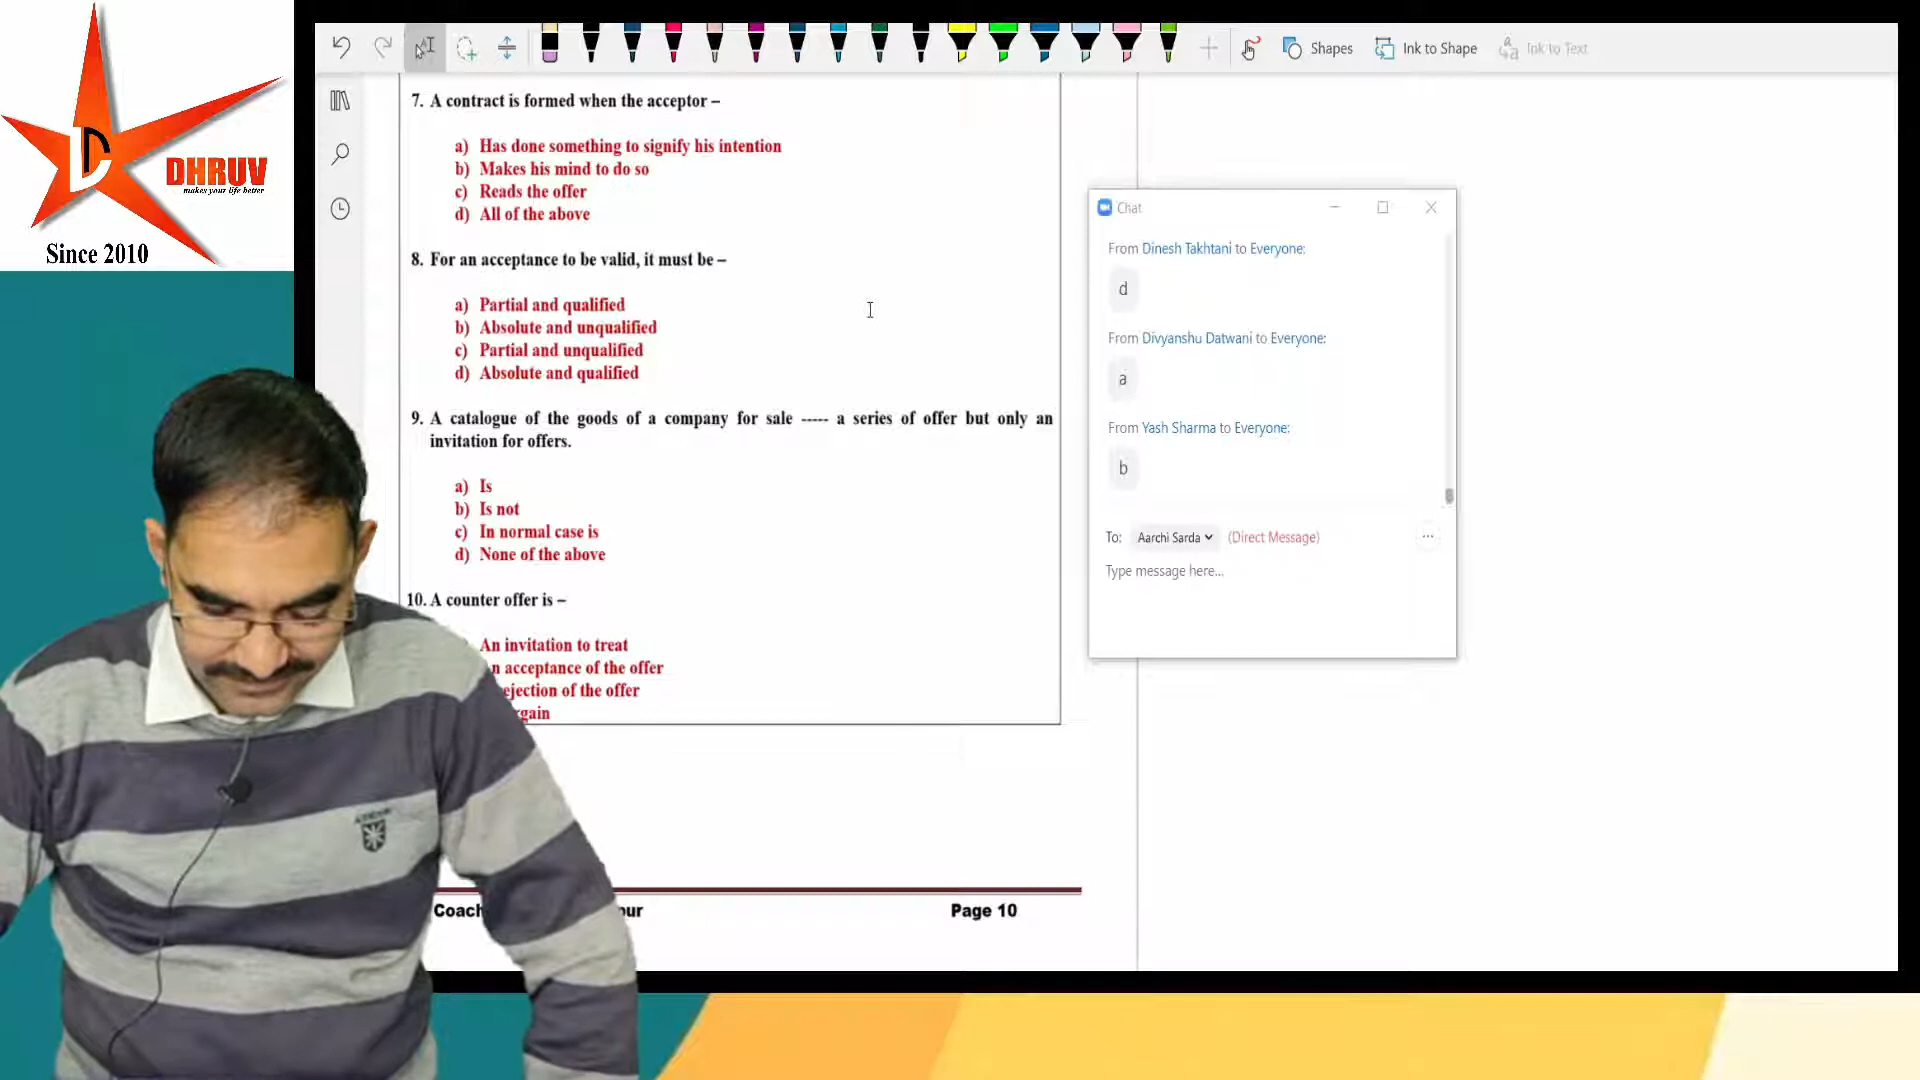 DC
DHRUV
makes your life better
Since 2010
Shapes
Ink to Shape
Ink to Text
7. A contract is formed when the acceptor –
a) Has done something to signify his intention
b) Makes his mind to do so
c) Reads the offer
d) All of the above
8. For an acceptance to be valid, it must be –
a) Partial and qualified
b) Absolute and unqualified
c) Partial and unqualified
d) Absolute and qualified
9. A catalogue of the goods of a company for sale ----- a series of offer but only an
invitation for offers.
a) Is
b) Is not
c) In normal case is
d) None of the above
10. A counter offer is –
An invitation to treat
n acceptance of the offer
ejection of the offer
gain
Coach
our
Page 10
Chat
From Dinesh Takhtani to Everyone:
d
From Divyanshu Datwani to Everyone:
a
From Yash Sharma to Everyone:
b
To: Aarchi Sarda (Direct Message)
Type message here...